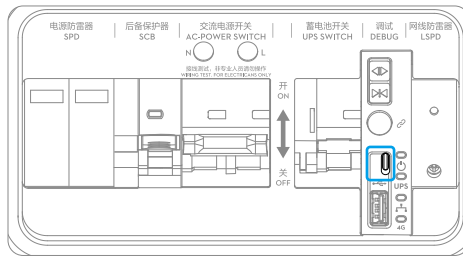 电源防雷器
SPD
后备保护器
SCB
交流电源开关
AC-POWER SWITCH
N
L
接线测试，非专业人员请勿操作
WIRING TEST, FOR ELECTRICANS ONLY
蓄电池开关
UPS SWITCH
调试
DEBUG
网线防雷器
LSPD
开
ON
关
OFF
UPS
4G